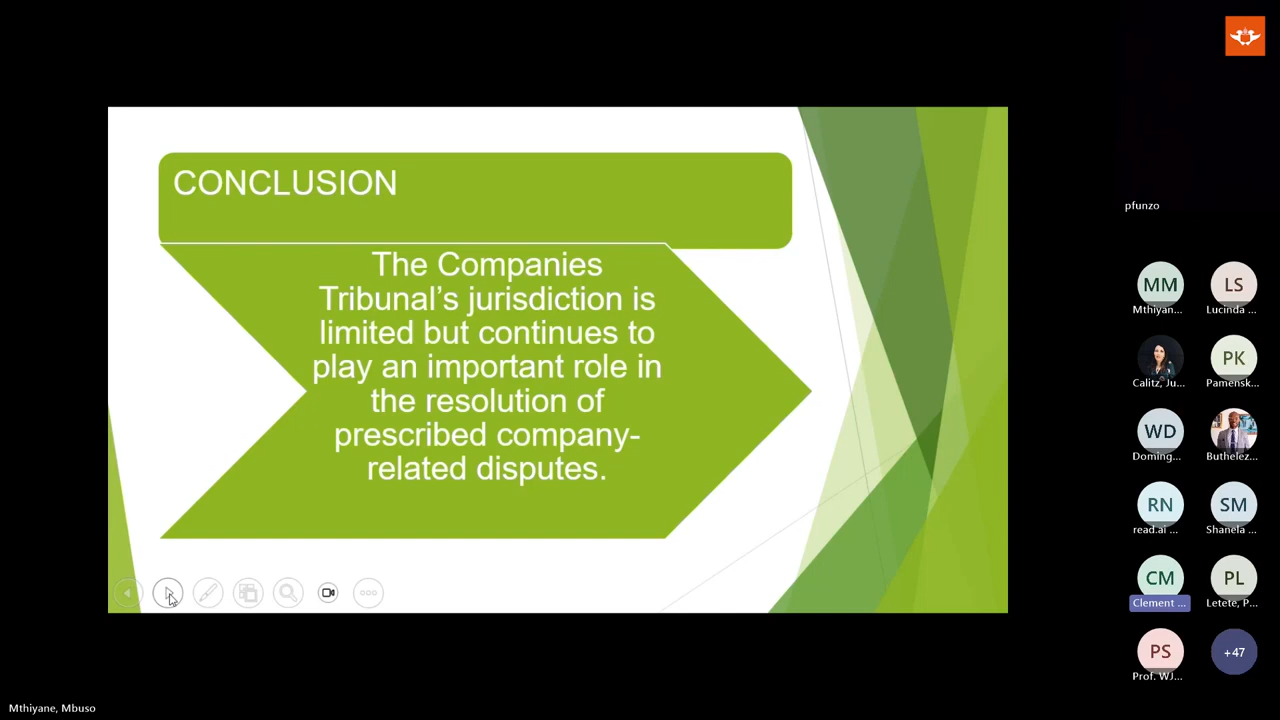 CONCLUSION
The Companies
Tribunal’s jurisdiction is
limited but continues to
play an important role in
the resolution of
prescribed company-
related disputes.
pfunzo
MM
Mthiyan...
LS
Lucinda ...
Calitz, Ju...
PK
Pamensk...
WD
Doming...
Buthelez...
RN
read.ai ...
SM
Shanela ...
CM
Clement ...
PL
Letete, P...
PS
Prof. WJ...
+47
Mthiyane, Mbuso